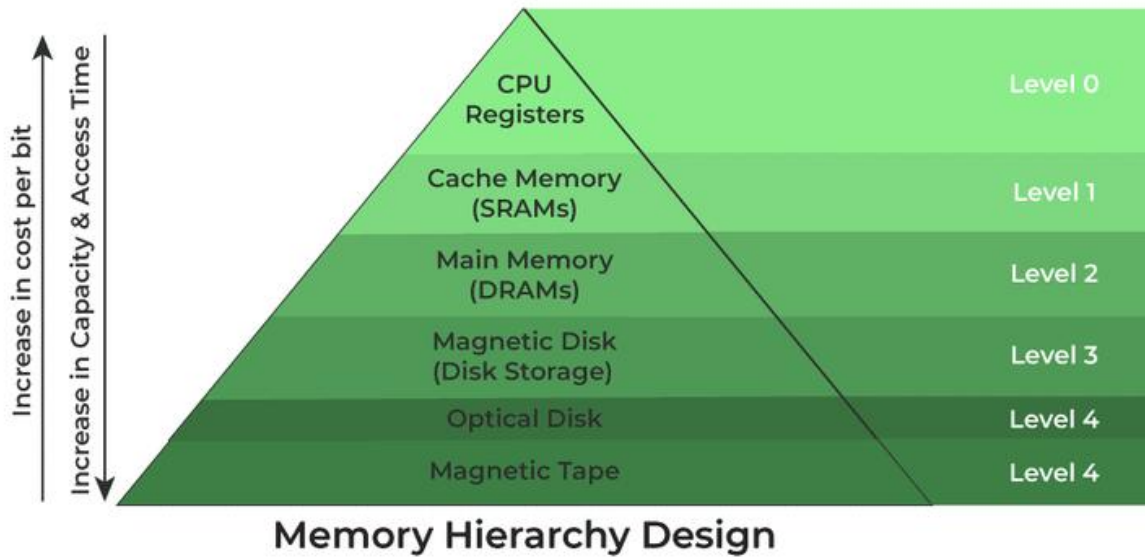 Increase in cost per bit
Increase in Capacity & Access Time
CPU
Registers
Level 0
Cache Memory
(SRAMs)
Level 1
Main Memory
(DRAMs)
Level 2
Magnetic Disk
(Disk Storage)
Level 3
Optical Disk
Level 4
Magnetic Tape
Level 4
Memory Hierarchy Design